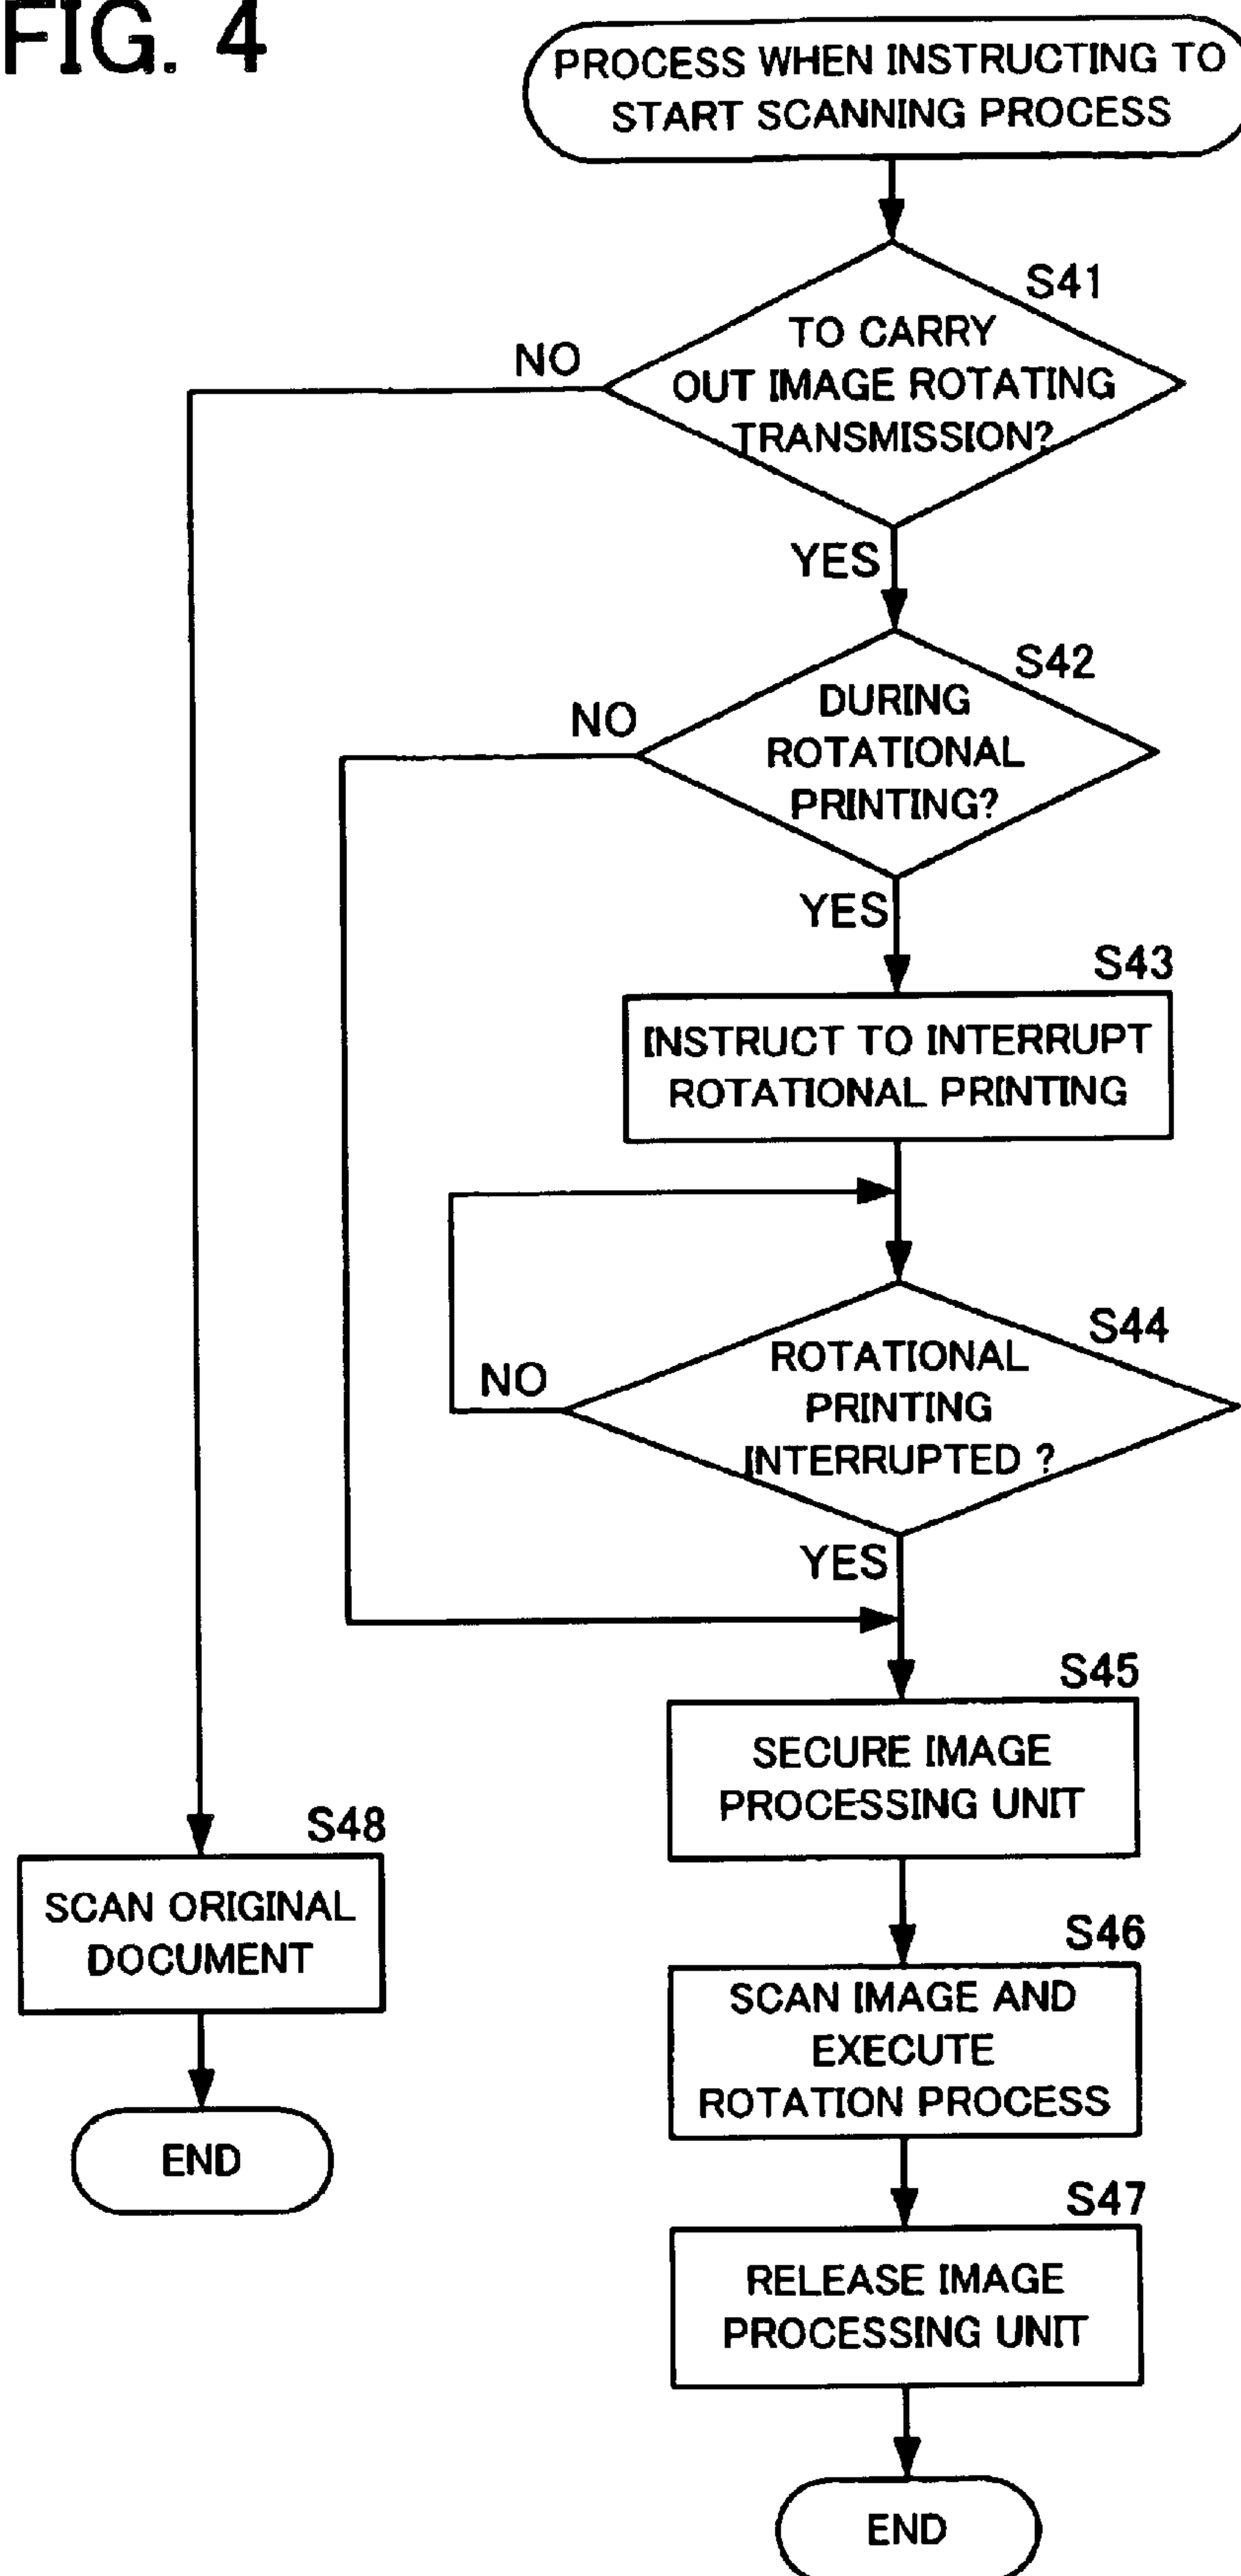 FIG. 4
PROCESS WHEN INSTRUCTING TO
START SCANNING PROCESS
S41
TO CARRY
OUT IMAGE ROTATING
TRANSMISSION?
NO
YES
S42
DURING
ROTATIONAL
PRINTING?
NO
YES
S43
INSTRUCT TO INTERRUPT
ROTATIONAL PRINTING
S44
ROTATIONAL
PRINTING
INTERRUPTED ?
NO
YES
S45
SECURE IMAGE
PROCESSING UNIT
S48
SCAN ORIGINAL
DOCUMENT
S46
SCAN IMAGE AND
EXECUTE
ROTATION PROCESS
END
S47
RELEASE IMAGE
PROCESSING UNIT
END